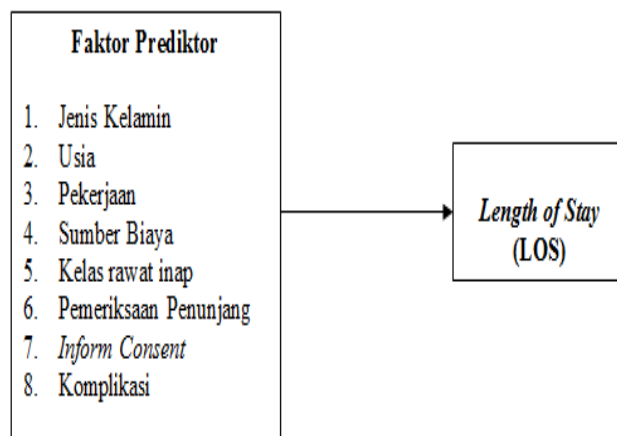 Faktor Prediktor
1. Jenis Kelamin
2. Usia
3. Pekerjaan
4. Sumber Biaya
5. Kelas rawat inap
6. Pemeriksaan Penunjang
7. Inform Consent
8. Komplikasi
Length of Stay
(LOS)